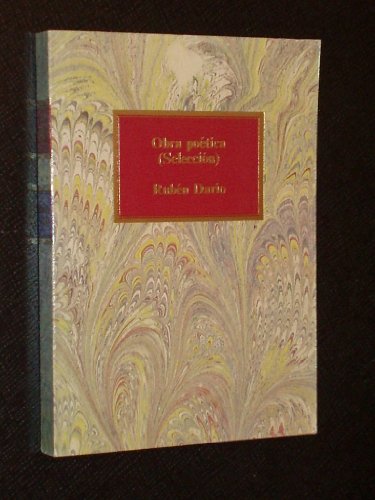 Obra poética
(Selección)
Rubén Darío